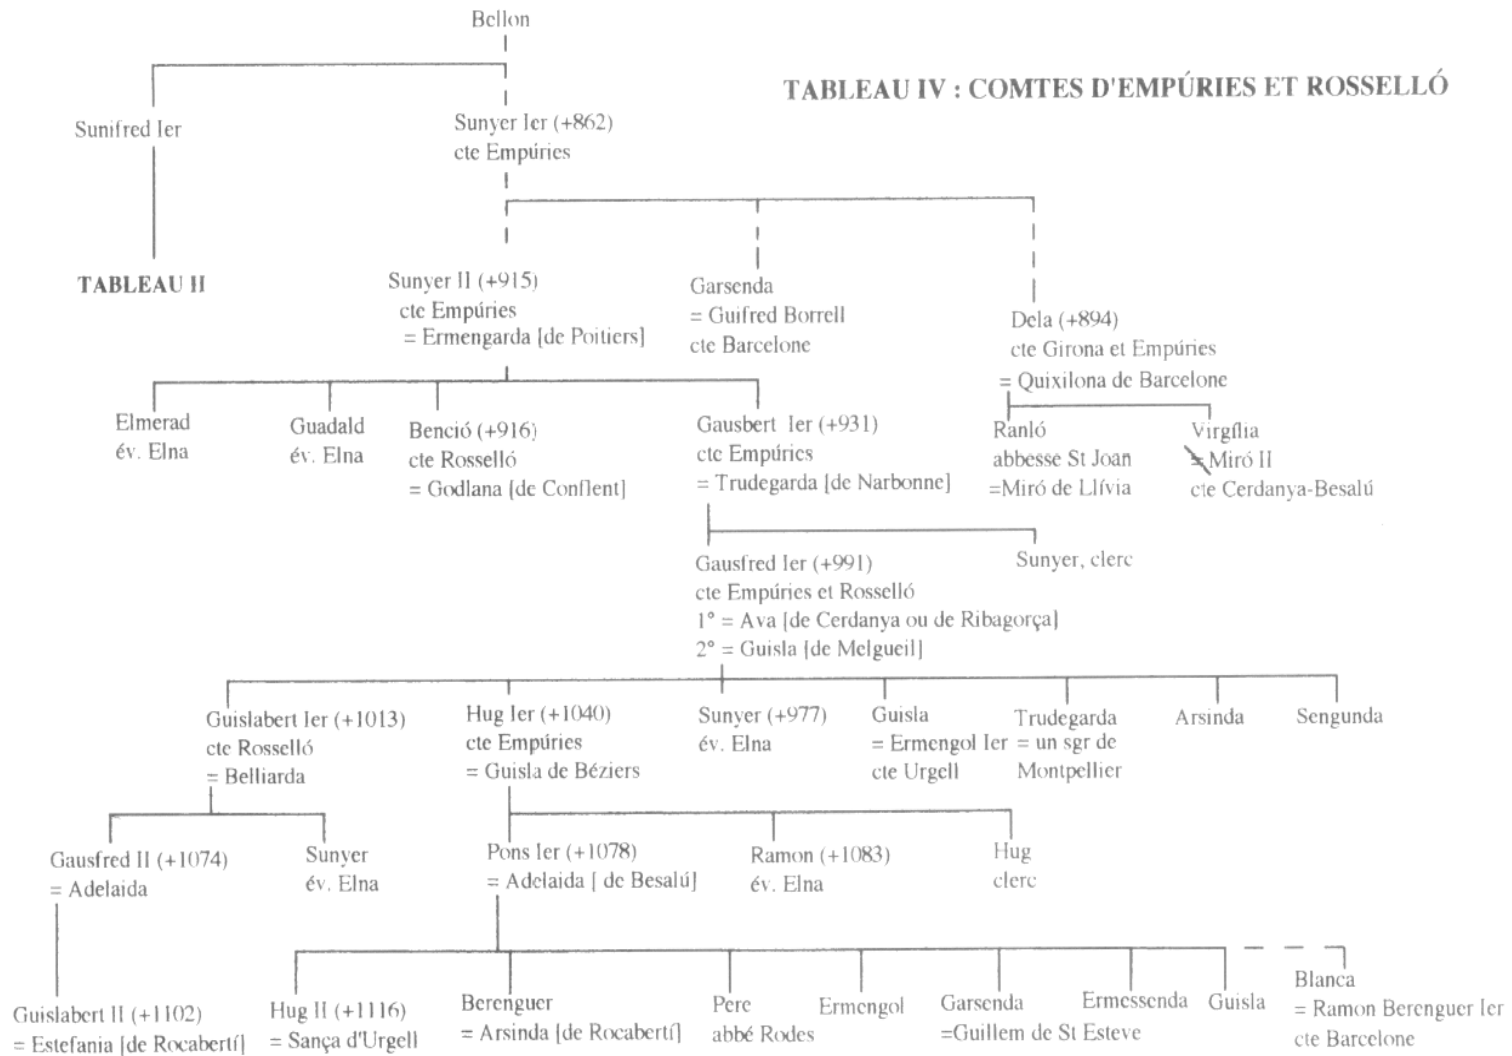 Bellon
TABLEAU IV : COMTES D'EMPÚRIES ET ROSSELLÓ
Sunifred Ier
Sunyer Ier (+862)
cte Empúries
TABLEAU II
Sunyer II (+915)
cte Empúries
= Ermengarda [de Poitiers]
Garsenda
= Guifred Borrell
cte Barcelone
Dela (+894)
cte Girona et Empúries
= Quixilona de Barcelone
Elmerad
év. Elna
Guadald
év. Elna
Benció (+916)
cte Rosselló
= Godlana [de Conflent]
Gausbert Ier (+931)
cte Empúries
= Trudegarda [de Narbonne]
Ranló
abbesse St Joan
=Miró de Llívia
Virgília
= Miró II
cte Cerdanya-Besalú
Gausfred Ier (+991)
cte Empúries et Rosselló
1° = Ava [de Cerdanya ou de Ribagorça]
2° = Guisla [de Melgueil]
Sunyer, clerc
Guislabert Ier (+1013)
cte Rosselló
= Belliarda
Hug Ier (+1040)
cte Empúries
= Guisla de Béziers
Sunyer (+977)
év. Elna
Guisla
= Ermengol Ier
cte Urgell
Trudegarda
= un sgr de
Montpellier
Arsinda
Sengunda
Gausfred II (+1074)
= Adelaida
Sunyer
év. Elna
Pons Ier (+1078)
= Adelaida [ de Besalú]
Ramon (+1083)
év. Elna
Hug
clerc
Guislabert II (+1102)
= Estefania [de Rocabertí]
Hug II (+1116)
= Sança d'Urgell
Berenguer
= Arsinda [de Rocabertí]
Pere
abbé Rodes
Ermengol
Garsenda
=Guillem de St Esteve
Ermessenda
Guisla
Blanca
= Ramon Berenguer Ier
cte Barcelone